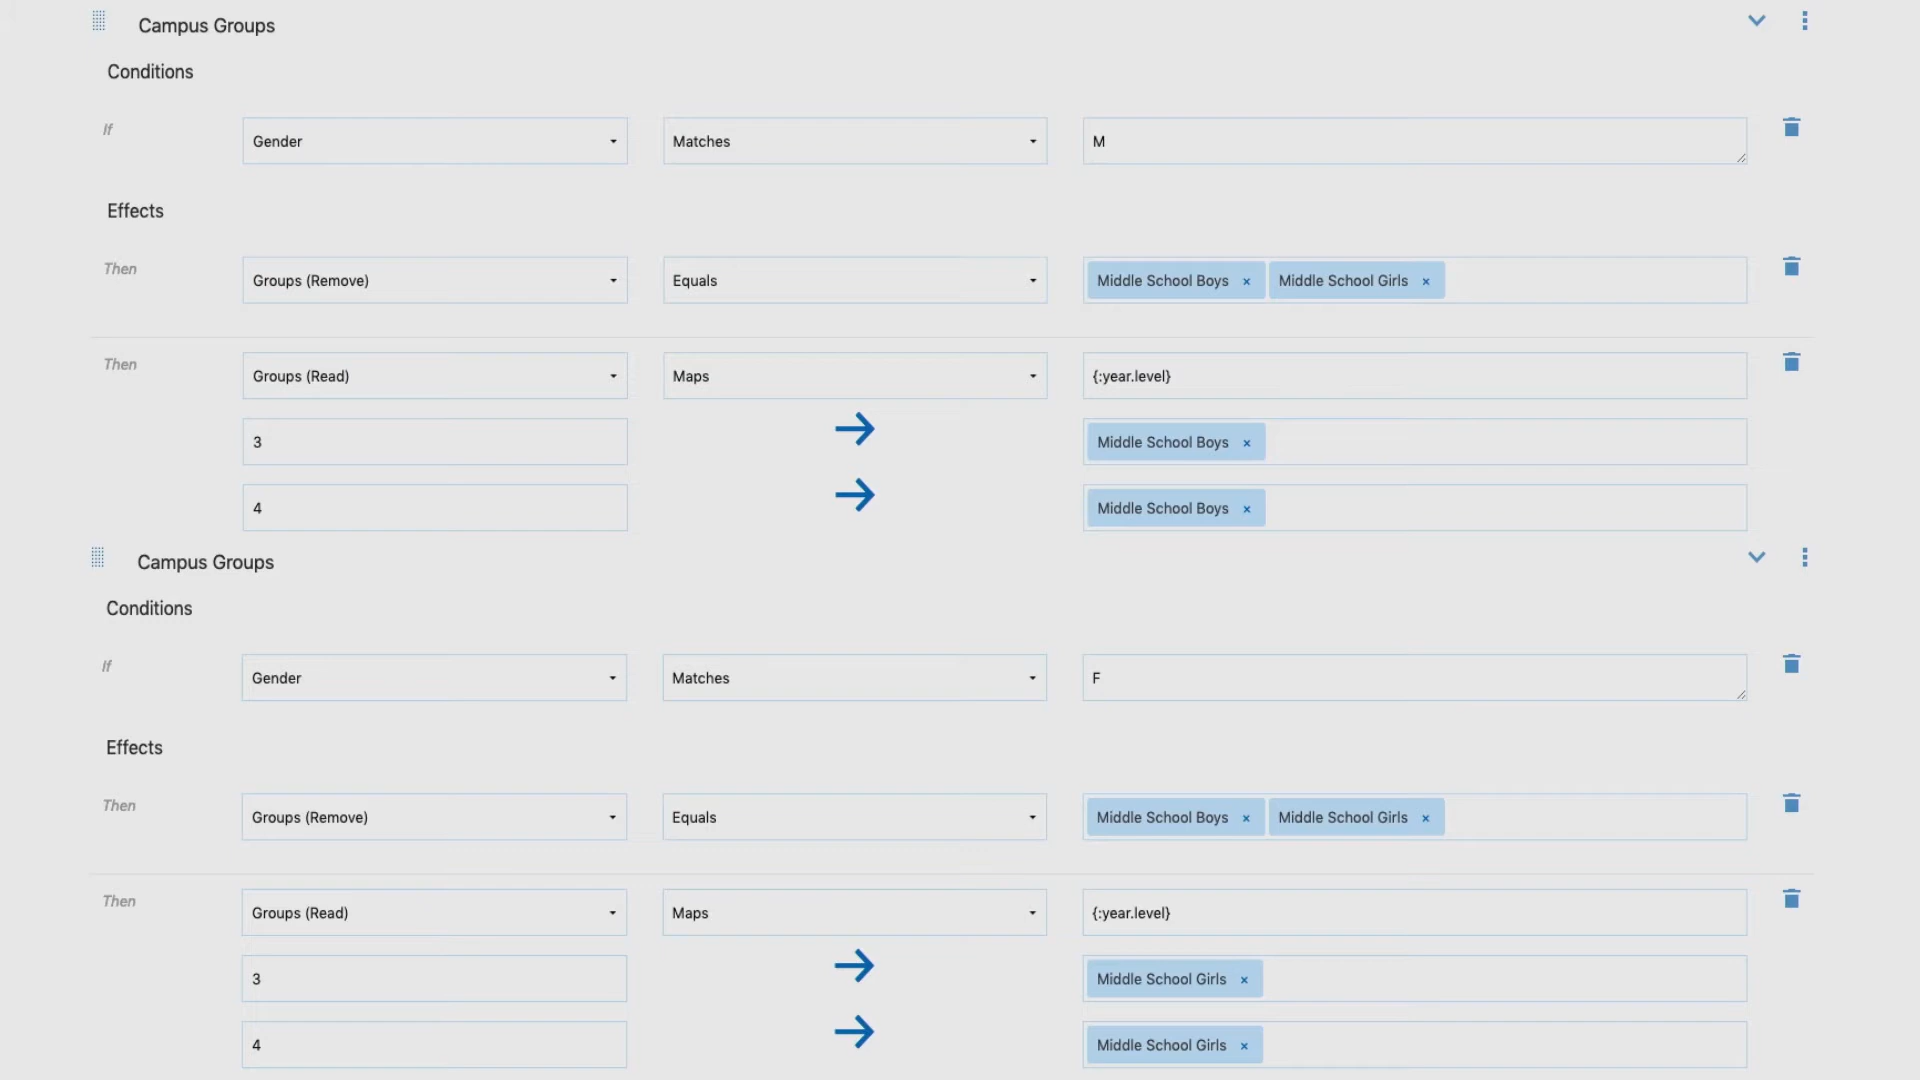 Campus Groups
Conditions
If Gender Matches M
Effects
Then Groups (Remove) Equals Middle School Boys × Middle School Girls ×
Then Groups (Read) Maps {:year.level}
3 → Middle School Boys ×
4 → Middle School Boys ×
Campus Groups
Conditions
If Gender Matches F
Effects
Then Groups (Remove) Equals Middle School Boys × Middle School Girls ×
Then Groups (Read) Maps {:year.level}
3 → Middle School Girls ×
4 → Middle School Girls ×